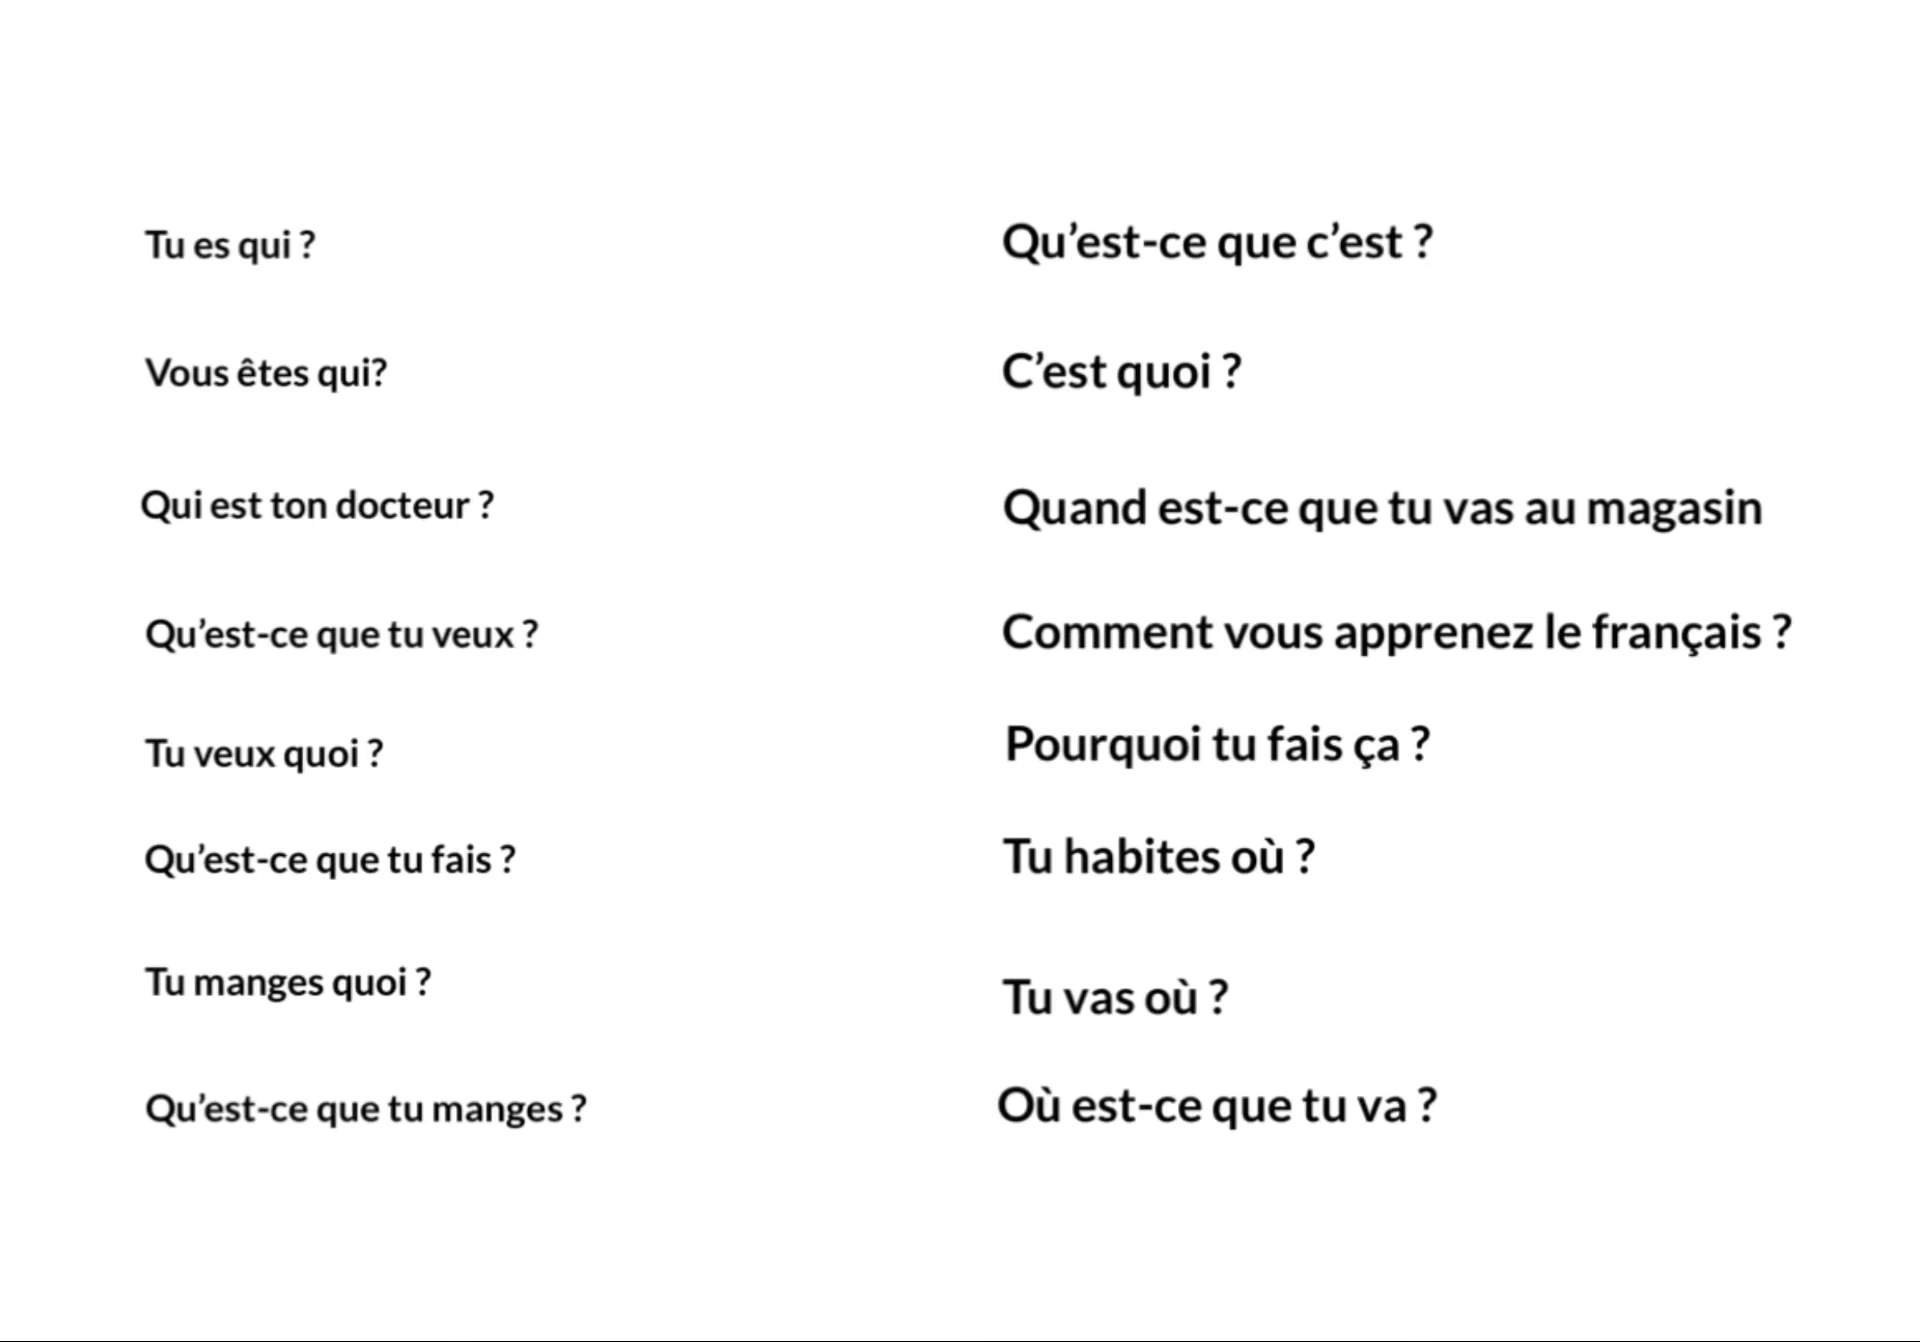 Tu es qui ?
Vous êtes qui?
Qui est ton docteur ?
Qu’est-ce que tu veux ?
Tu veux quoi ?
Qu’est-ce que tu fais ?
Tu manges quoi ?
Qu’est-ce que tu manges ?
Qu’est-ce que c’est ?
C’est quoi ?
Quand est-ce que tu vas au magasin
Comment vous apprenez le français ?
Pourquoi tu fais ça ?
Tu habites où ?
Tu vas où ?
Où est-ce que tu va ?